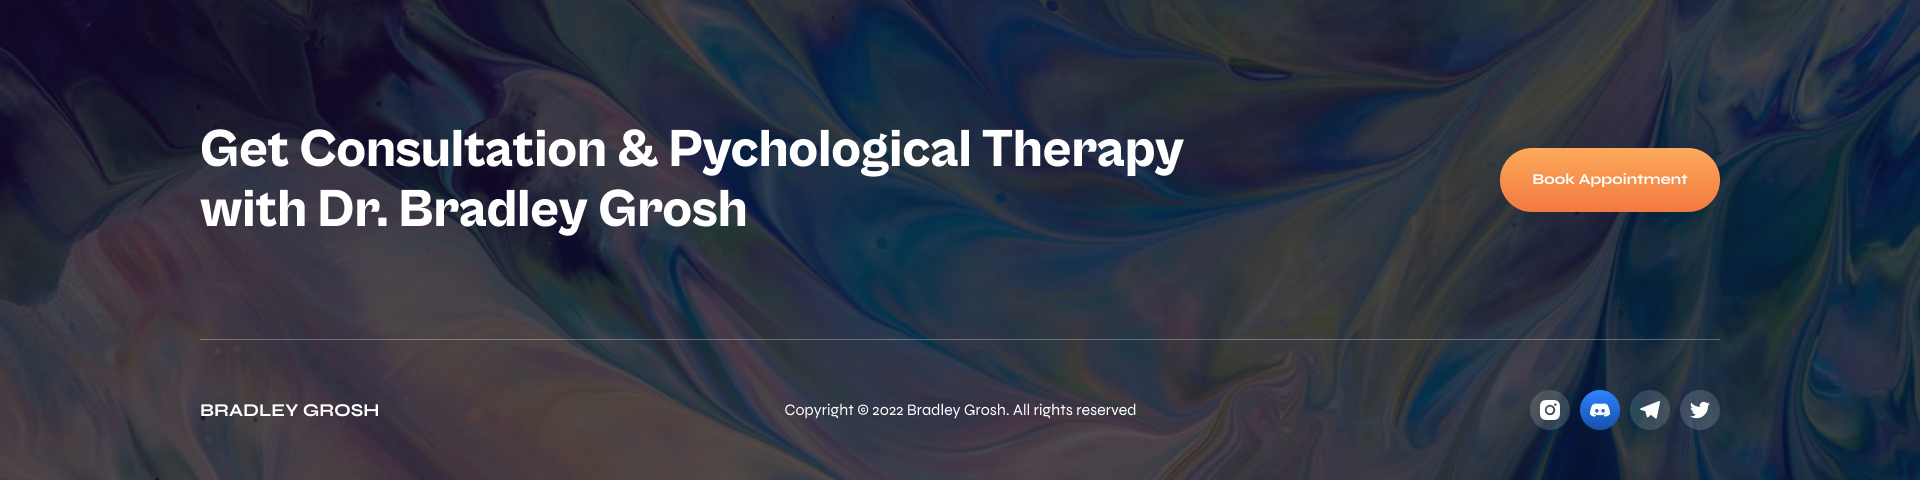 Get Consultation & Pychological Therapy
with Dr. Bradley Grosh
Book Appointment
BRADLEY GROSH
Copyright © 2022 Bradley Grosh. All rights reserved